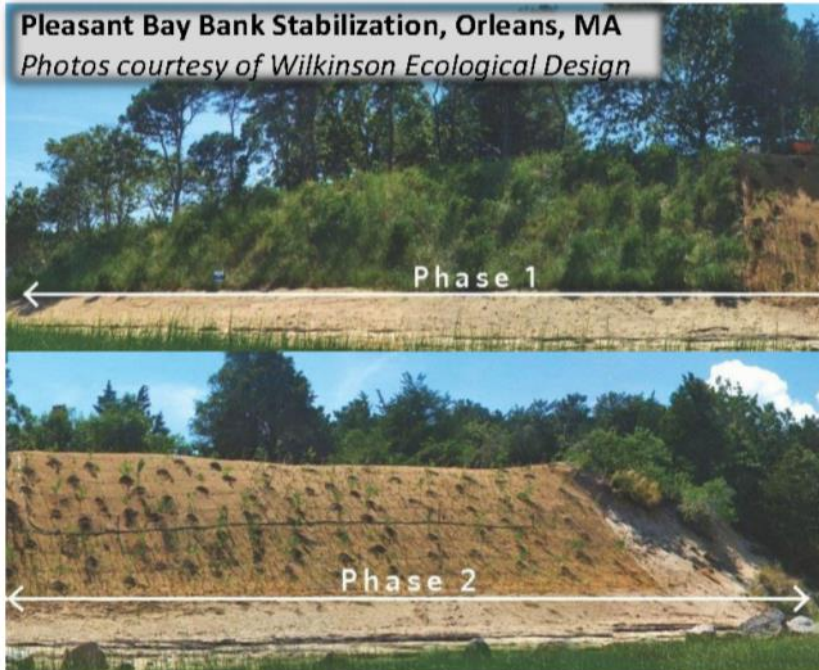 Pleasant Bay Bank Stabilization, Orleans, MA
Photos courtesy of Wilkinson Ecological Design
Phase 1
Phase 2